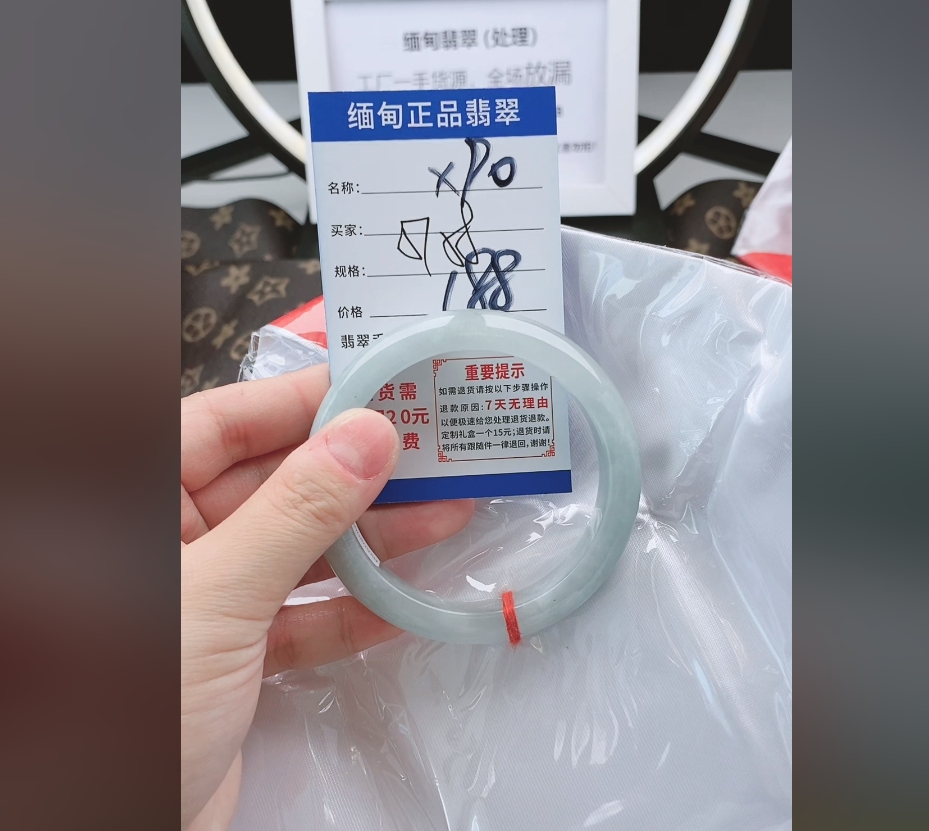 缅甸翡翠(处理)
工厂一手货源，全场放漏
缅甸正品翡翠
名称:
买家:
规格:
188
价格
翡翠
货需
20元
费
重要提示
如需退货请按以下步骤操作
退款原因:7天无理由
以便极速给您处理退货退款。
定制礼盒一个15元;退货时请
将所有跟随件一律退回,谢谢!